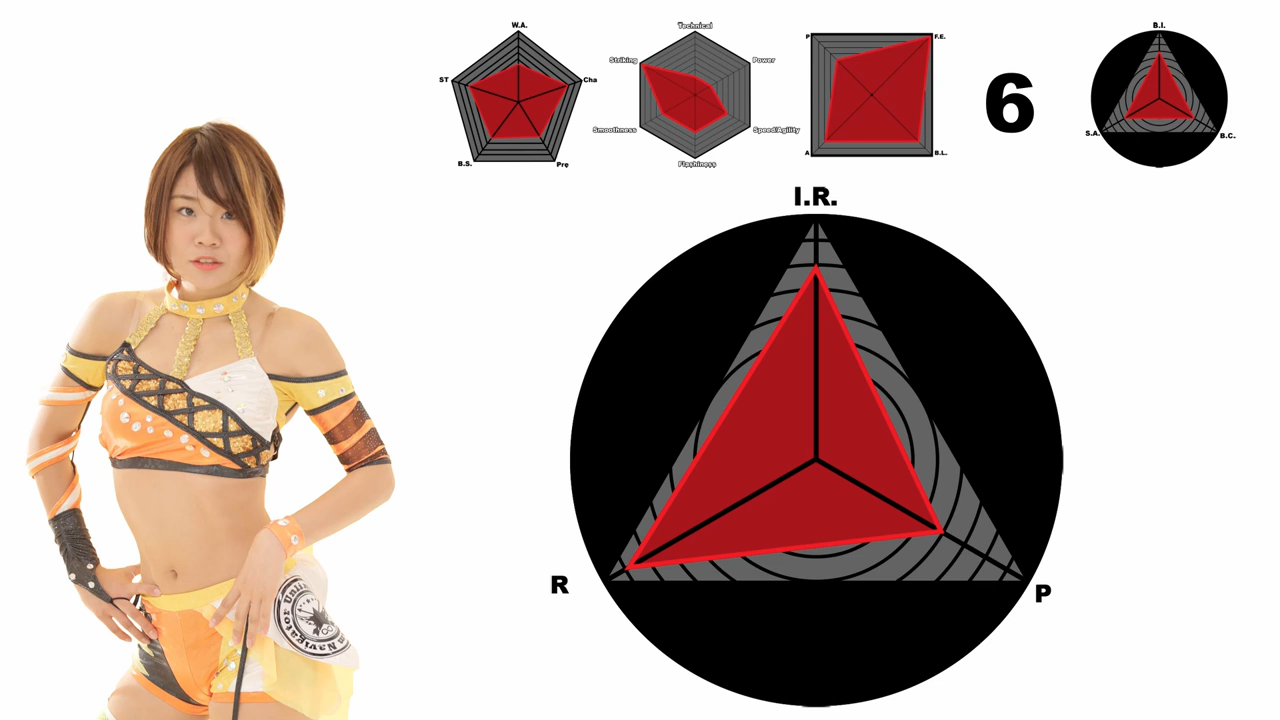 W.A.
ST
Cha
B.S.
Pre
Technical
Striking
Power
Smoothness
Speed/Agility
Flashiness
P
F.E.
A
B.L.
6
B.I.
S.A.
B.C.
I.R.
R
P